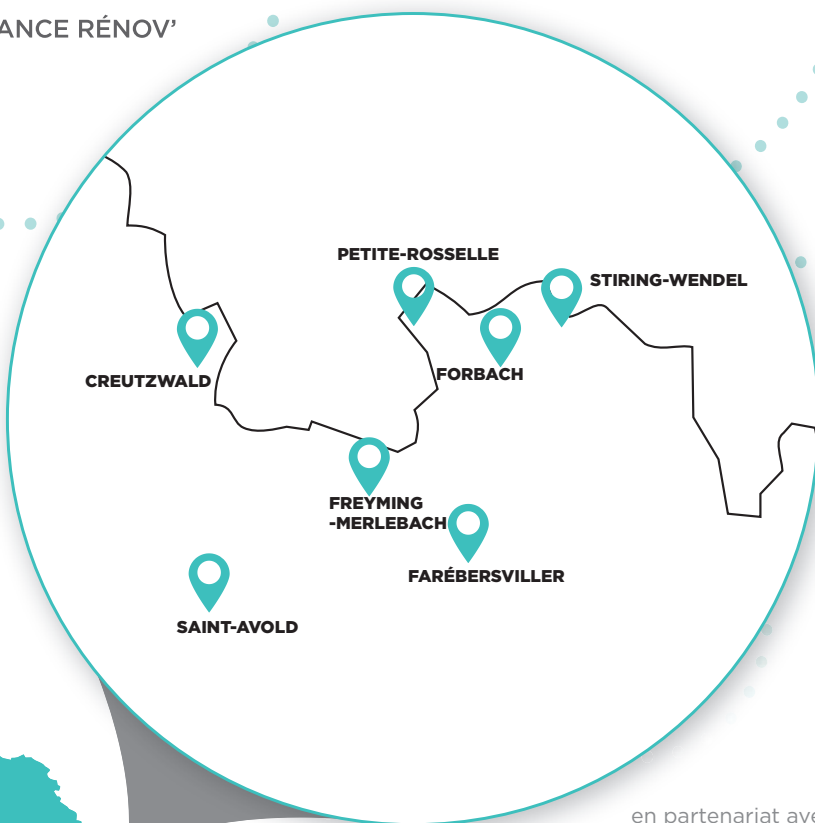 ANCE RÉNOV’
PETITE-ROSSELLE
STIRING-WENDEL
CREUTZWALD
FORBACH
FREYMING
-MERLEBACH
FARÉBERSVILLER
SAINT-AVOLD
en partenariat ave